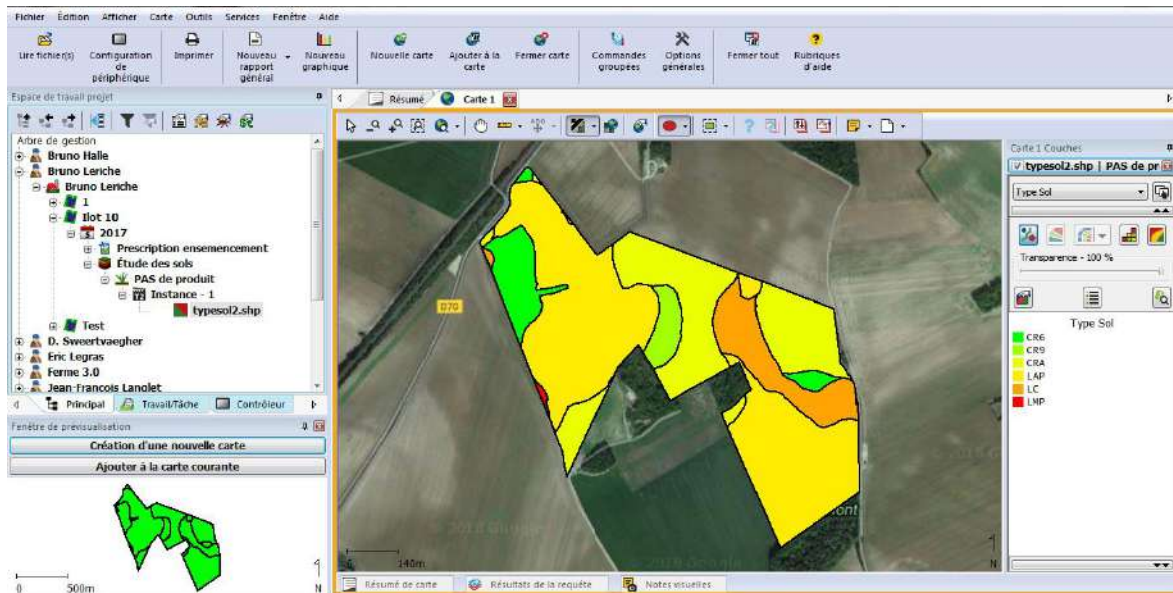 Fichier Édition Afficher Carte Outils Services Fenêtre Aide
Lire fichier(s)
Configuration de périphérique
Imprimer
Nouveau rapport général
Nouveau graphique
Nouvelle carte
Ajouter à la carte
Fermer carte
Commandes groupées
Options générales
Fermer tout
Rubriques d'aide
Espace de travail projet
Résumé
Carte 1
Arbre de gestion
Bruno Halle
Bruno Leriche
Bruno Leriche
1
Ilot 10
2017
Prescription ensemencement
Étude des sols
PAS de produit
Instance - 1
typesol2.shp
Test
D. Sweertvaegher
Eric Legras
Ferme 3.0
Jean-François Langlet
Principal Travail/Tâche Contrôleur
Fenêtre de prévisualisation
Création d'une nouvelle carte
Ajouter à la carte courante
0 500m
N
D70
mont
© 2018 Google
140m
N
Carte 1 Couches
typesol2.shp | PAS de pr
Type Sol
Transparence - 100 %
Type Sol
CR6
CR9
CRA
LAP
LC
LMP
Résumé de carte
Résultats de la requête
Notes visuelles